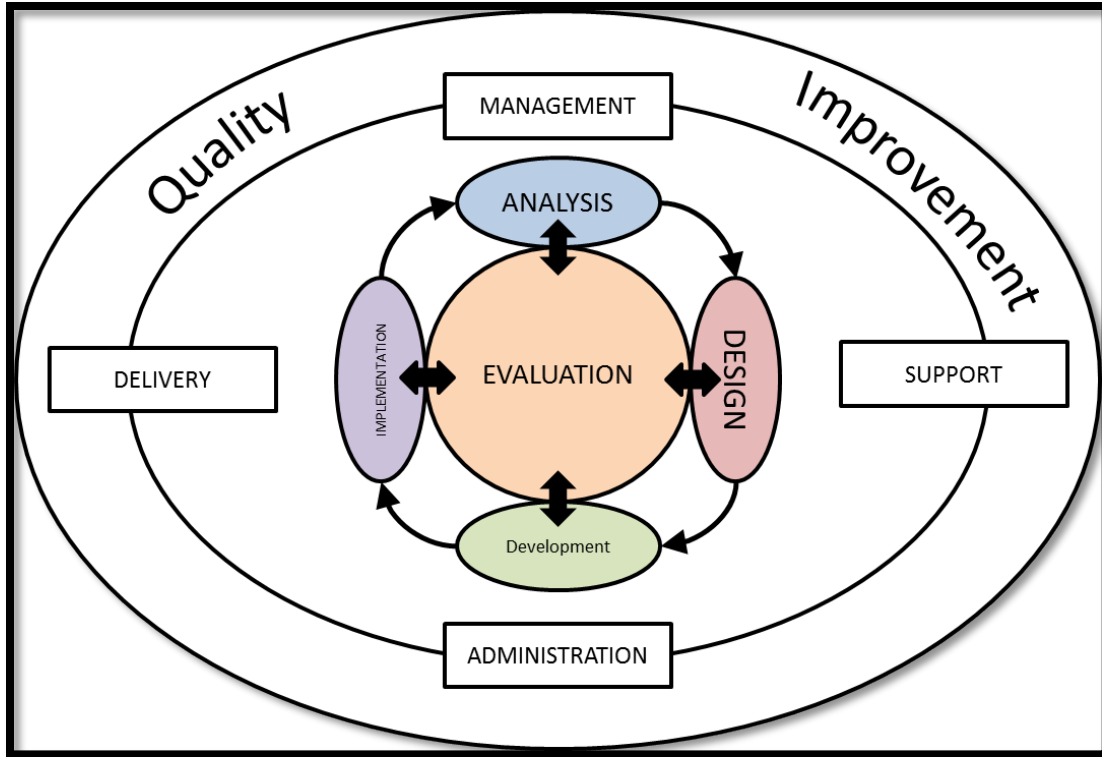 Quality
Improvement
MANAGEMENT
ANALYSIS
IMPLEMENTATION
EVALUATION
DESIGN
DELIVERY
SUPPORT
Development
ADMINISTRATION